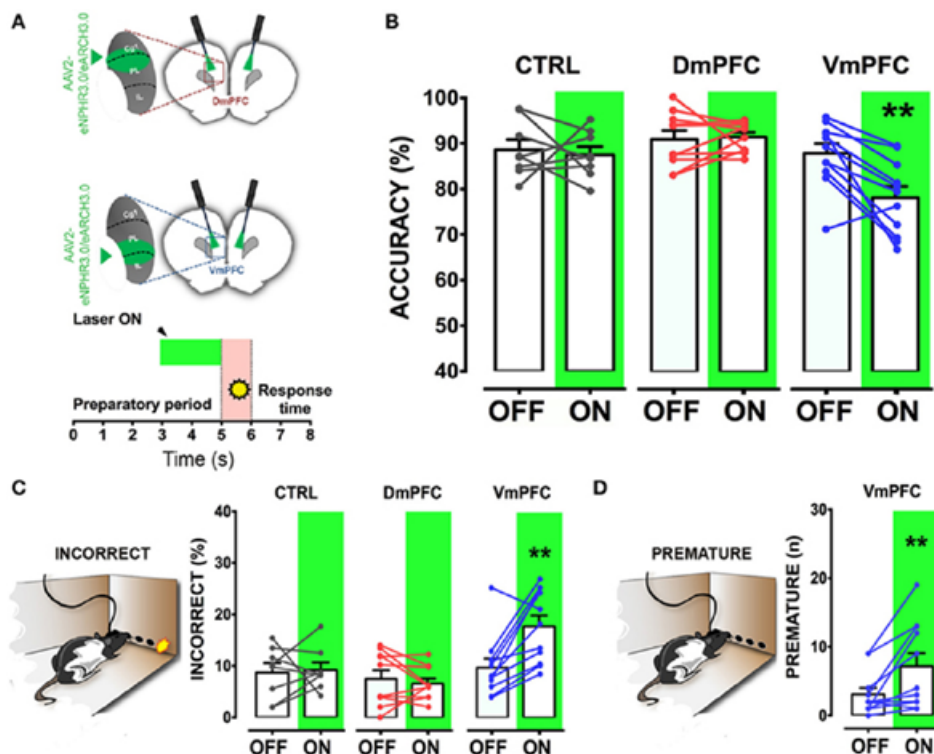 A
AAV2-
eNPHR3.0/eARCH3.0
Cg1
PL
IL
DmPFC
AAV2-
eNPHR3.0/eARCH3.0
Cg1
PL
IL
VmPFC
Laser ON
Preparatory period
Response
time
0 1 2 3 4 5 6 7 8
Time (s)
B
CTRL DmPFC VmPFC
ACCURACY (%)
100
90
80
70
60
50
40
**
OFF ON OFF ON OFF ON
C
INCORRECT
CTRL DmPFC VmPFC
INCORRECT (%)
40
30
20
10
0
**
OFF ON OFF ON OFF ON
D
PREMATURE
VmPFC
PREMATURE (n)
30
20
10
0
**
OFF ON